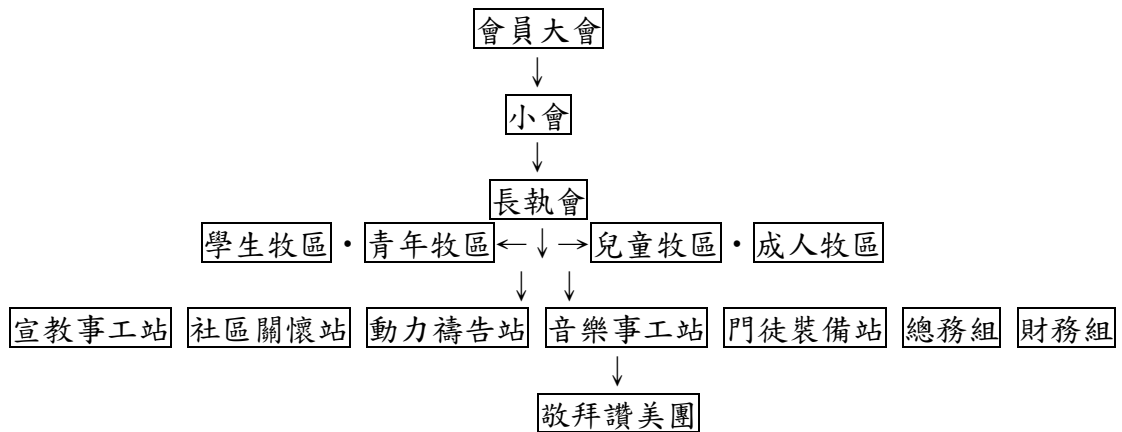 會員大會
↓
小會
↓
長執會
學生牧區・青年牧區←↓→兒童牧區・成人牧區
↓ ↓
宣教事工站 社區關懷站 動力禱告站 音樂事工站 門徒裝備站 總務組 財務組
↓
敬拜讚美團